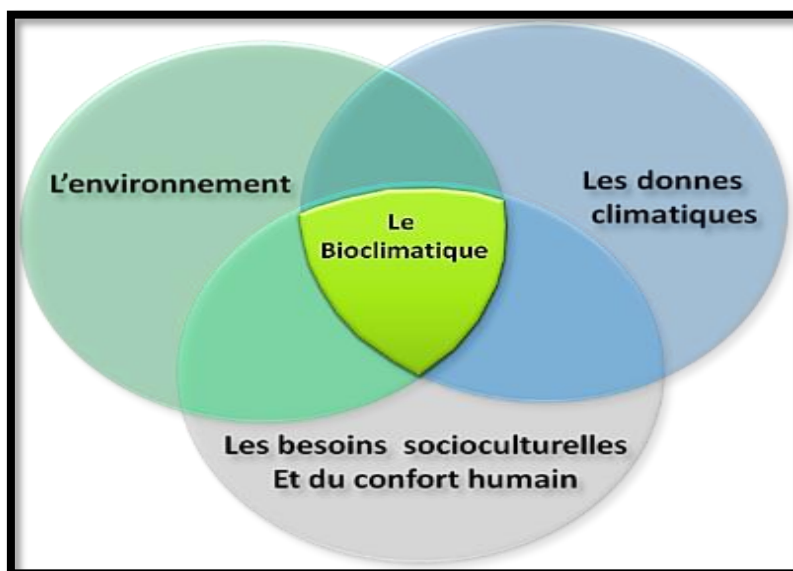 L'environnement
Les donnes
climatiques
Le
Bioclimatique
Les besoins socioculturelles
Et du confort humain